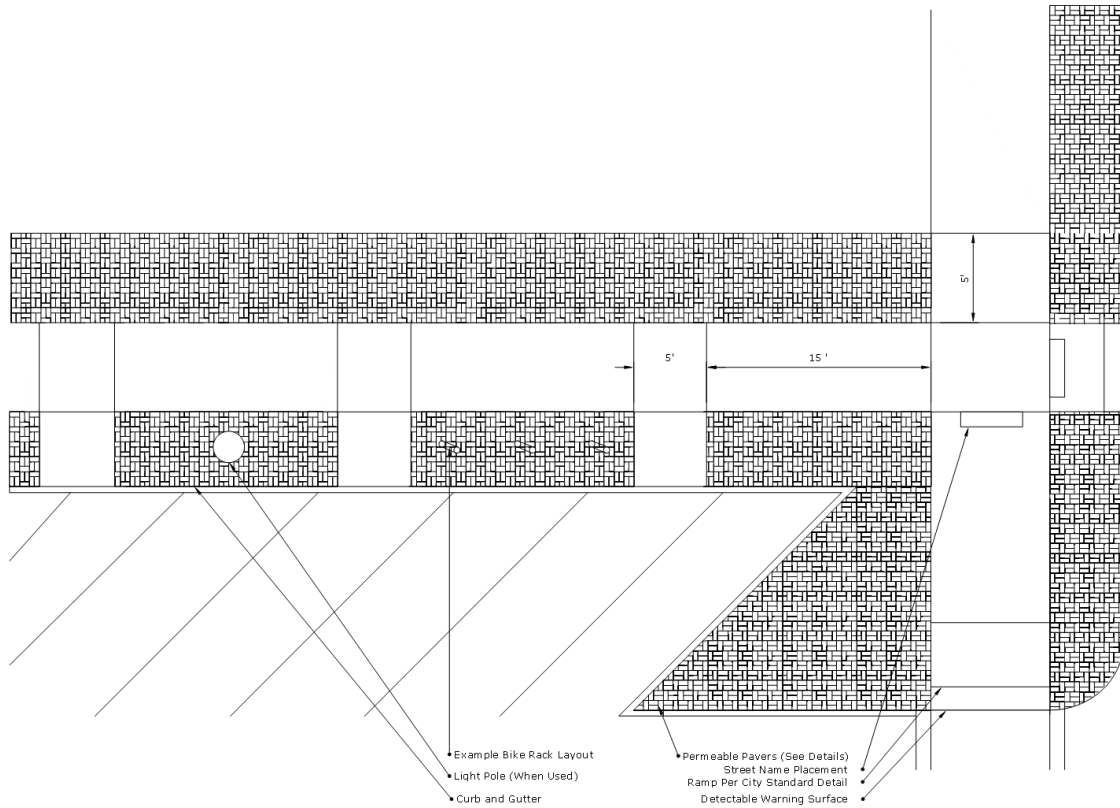 5'
5'
15 '
Example Bike Rack Layout
Light Pole (When Used)
Curb and Gutter
Permeable Pavers (See Details)
Street Name Placement
Ramp Per City Standard Detail
Detectable Warning Surface